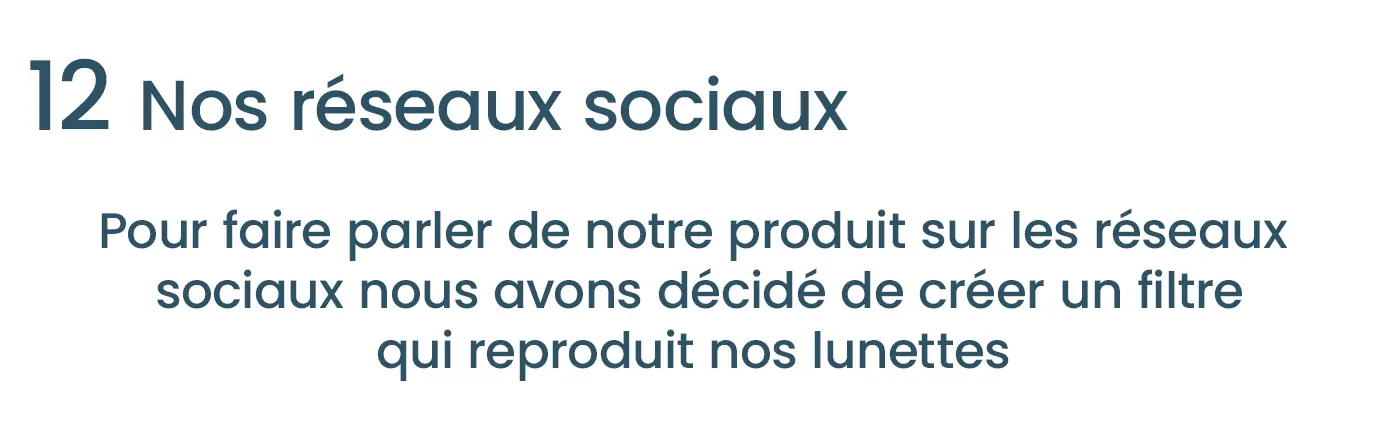 12 Nos réseaux sociaux
Pour faire parler de notre produit sur les réseaux
sociaux nous avons décidé de créer un filtre
qui reproduit nos lunettes